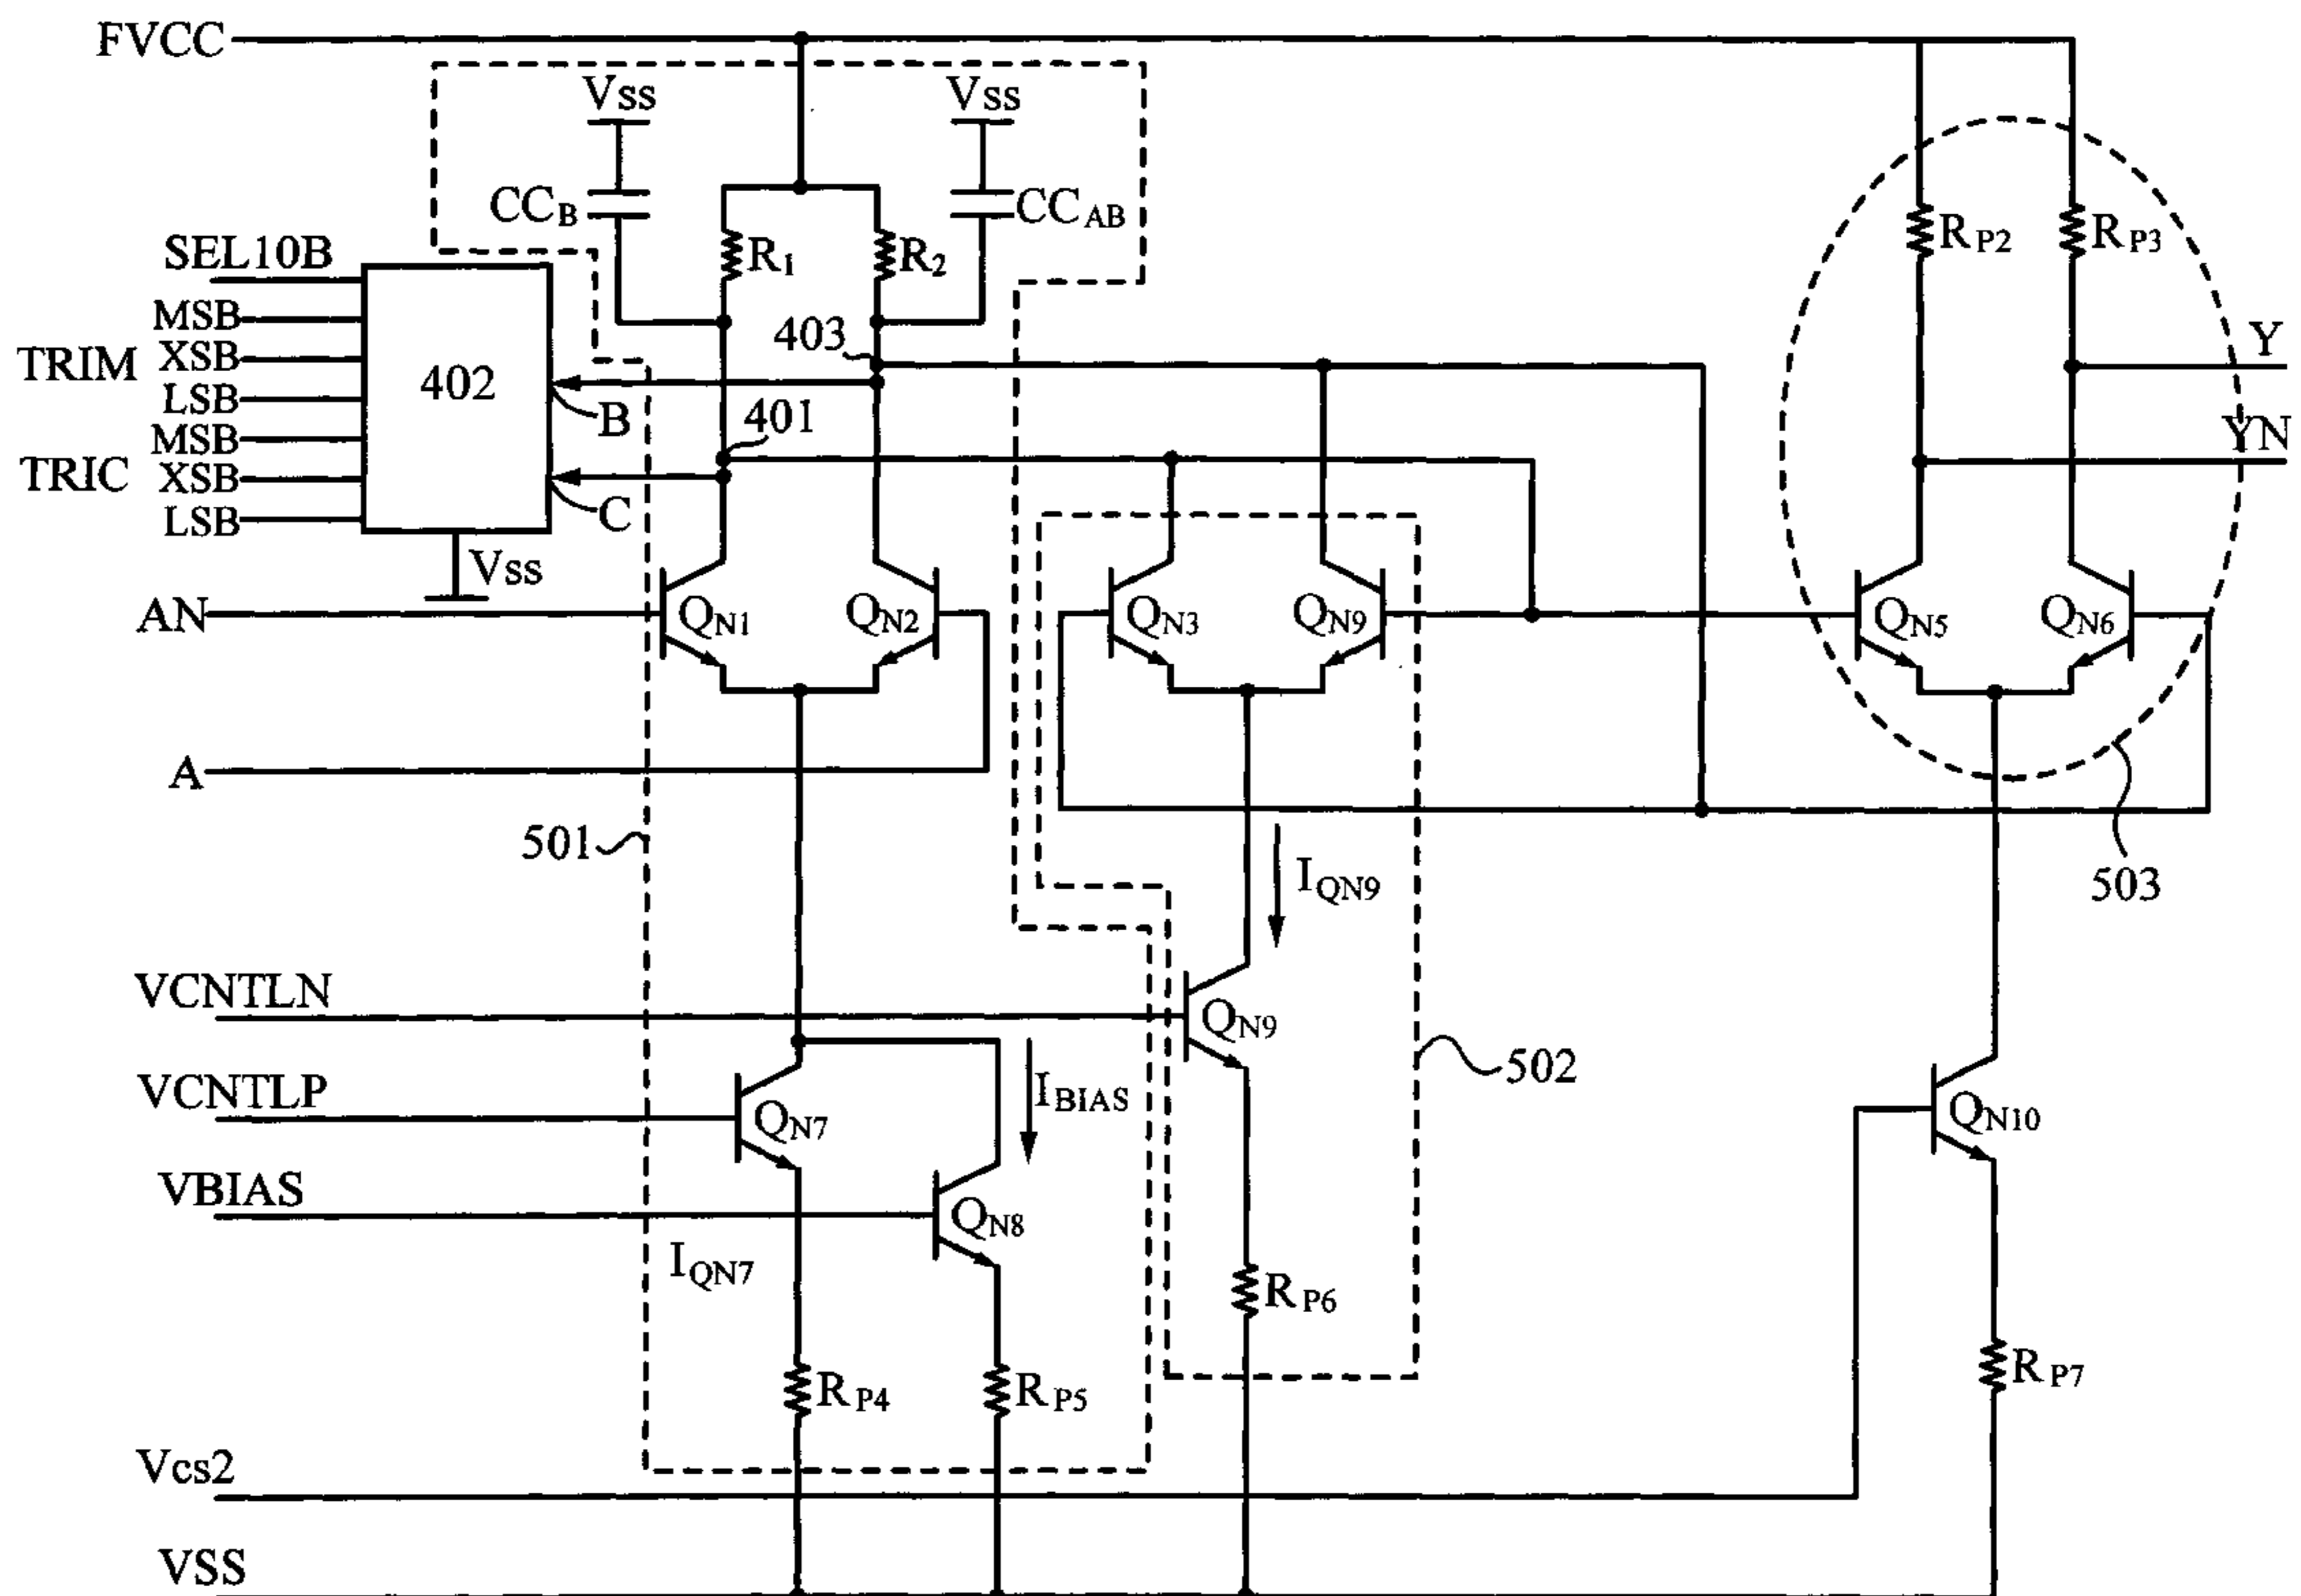 FVCC
Vss
Vss
CCB
CCAB
R1
R2
RP2
RP3
SEL10B
MSB
XSB
LSB
TRIM
MSB
XSB
LSB
TRIC
402
B
C
403
401
Vss
Y
YN
AN
QN1
QN2
QN3
QN9
QN5
QN6
A
501
IQN9
503
VCNTLN
QN9
502
VCNTLP
QN7
IBIAS
QN10
VBIAS
QN8
IQN7
RP6
RP4
RP5
RP7
Vcs2
VSS